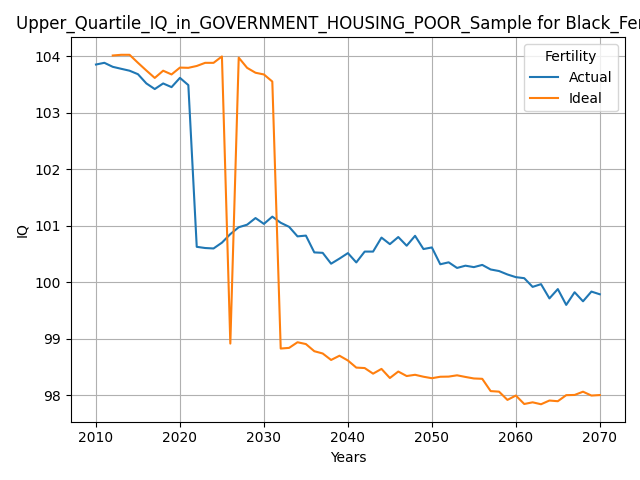 Upper_Quartile_IQ_in_GOVERNMENT_HOUSING_POOR_Sample for Black_Fer
Fertility
Actual
Ideal
104
103
102
101
100
99
98
IQ
2010 2020 2030 2040 2050 2060 2070
Years